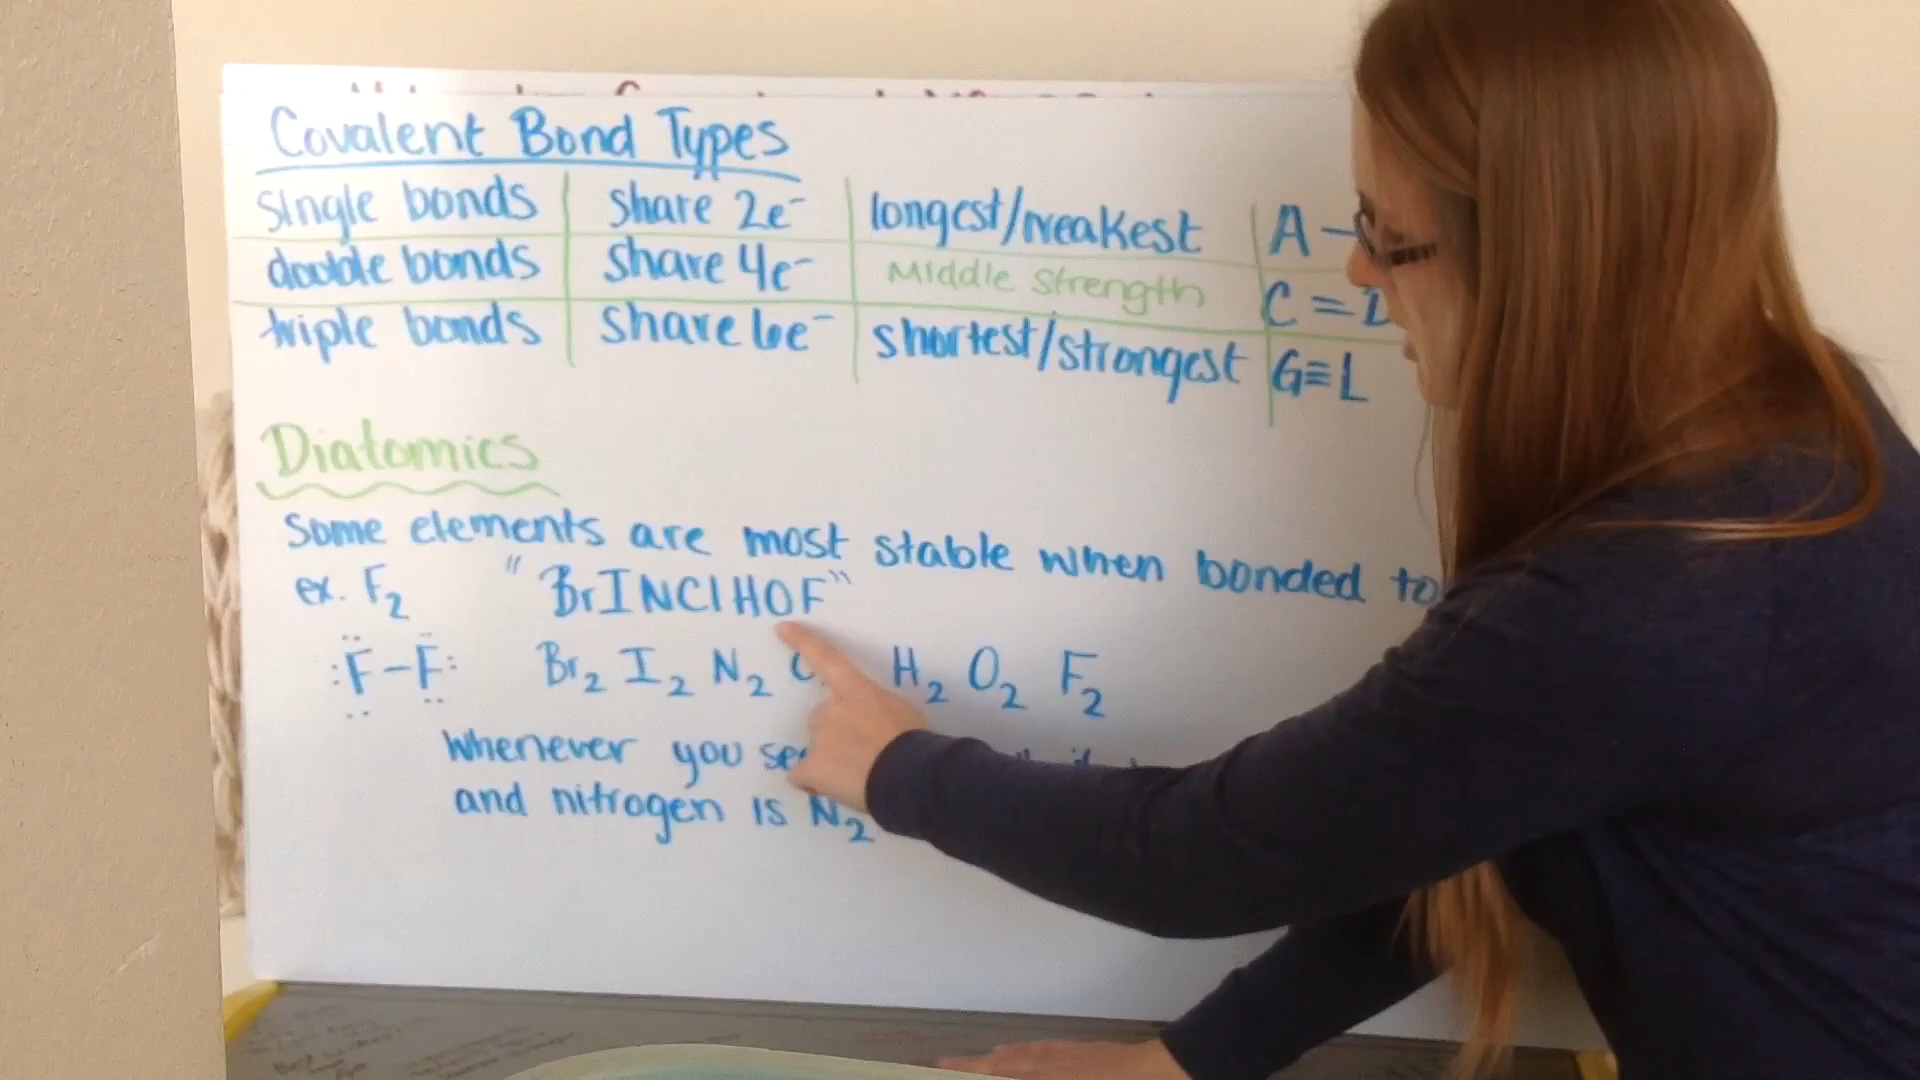 Covalent Bond Types
single bonds share 2e⁻ longest/weakest A –
double bonds share 4e⁻ Middle strength C =
triple bonds share 6e⁻ shortest/strongest G≡L
Diatomics
Some elements are most stable when bonded to
ex. F₂ "BrINClHOF"
:F–F: Br₂ I₂ N₂ H₂ O₂ F₂
Whenever you
and nitrogen is N₂